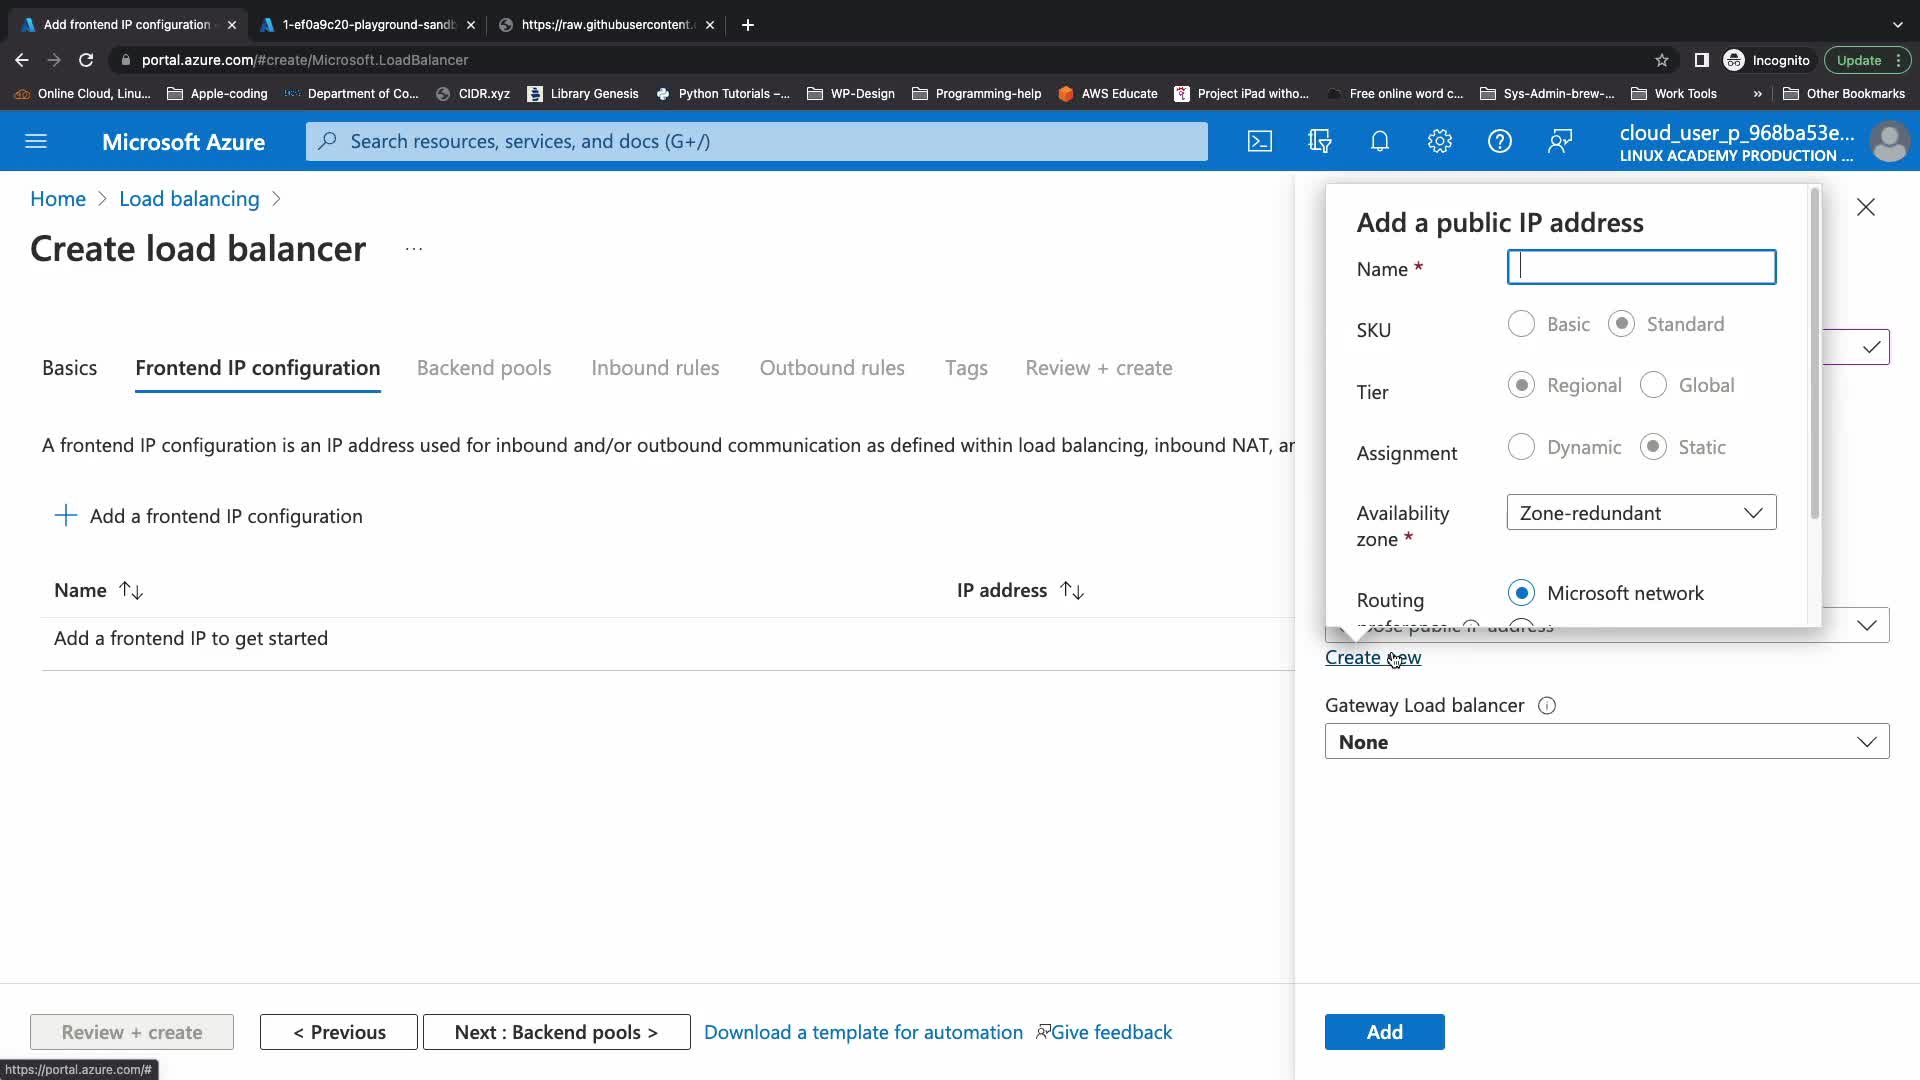 Add frontend IP configuration
1-ef0a9c20-playground-sandb
https://raw.githubusercontent.
portal.azure.com/#create/Microsoft.LoadBalancer
Incognito
Update
Online Cloud, Linu...
Apple-coding
Department of Co...
CIDR.xyz
Library Genesis
Python Tutorials –...
WP-Design
Programming-help
AWS Educate
Project iPad witho...
Free online word c...
Sys-Admin-brew-...
Work Tools
»
Other Bookmarks
Microsoft Azure
Search resources, services, and docs (G+/)
cloud_user_p_968ba53e...
LINUX ACADEMY PRODUCTION ...
Home > Load balancing >
Create load balancer ...
Basics
Frontend IP configuration
Backend pools
Inbound rules
Outbound rules
Tags
Review + create
A frontend IP configuration is an IP address used for inbound and/or outbound communication as defined within load balancing, inbound NAT, ar
+ Add a frontend IP configuration
Name
IP address
Add a frontend IP to get started
Add a public IP address
Name *
SKU
Basic
Standard
Tier
Regional
Global
Assignment
Dynamic
Static
Availability
zone *
Zone-redundant
Routing
Microsoft network
public IP address
Create new
Gateway Load balancer
None
Review + create
< Previous
Next : Backend pools >
Download a template for automation
Give feedback
Add
https://portal.azure.com/#